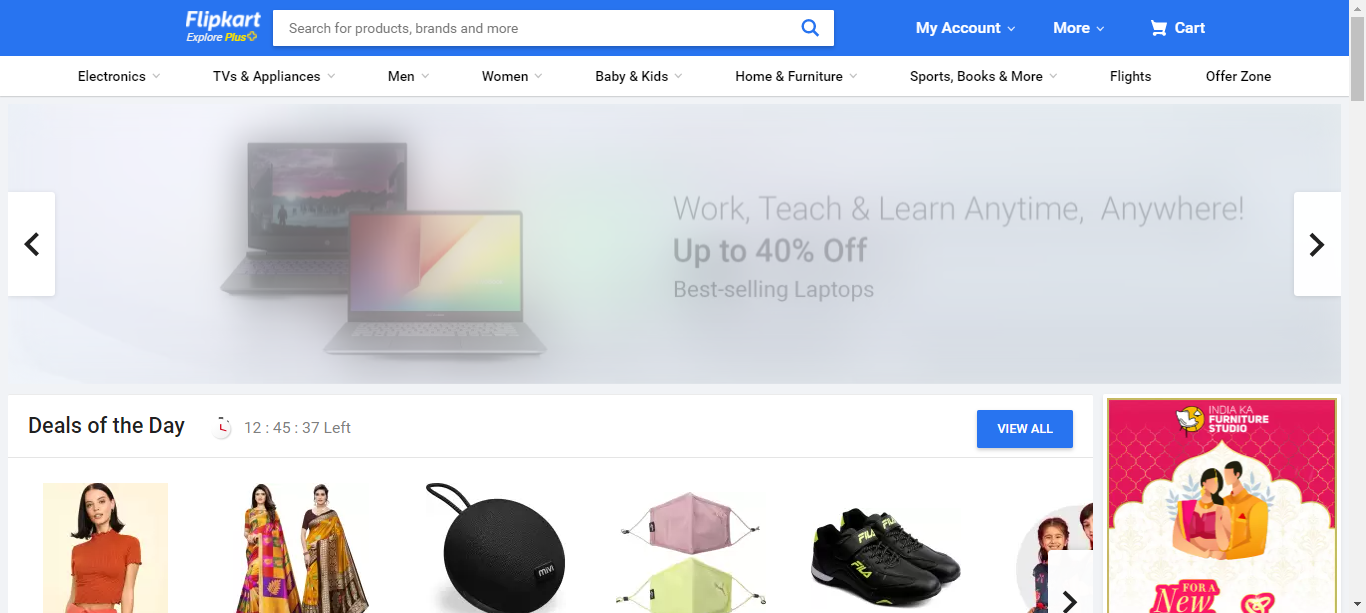 Flipkart
Explore Plus
Search for products, brands and more
My Account
More
Cart
Electronics
TVs & Appliances
Men
Women
Baby & Kids
Home & Furniture
Sports, Books & More
Flights
Offer Zone
Work, Teach & Learn Anytime, Anywhere!
Up to 40% Off
Best-selling Laptops
Deals of the Day
12 : 45 : 37 Left
VIEW ALL
INDIA KA
FURNITURE
STUDIO
mivi
FILA
FILA
FOR A
New